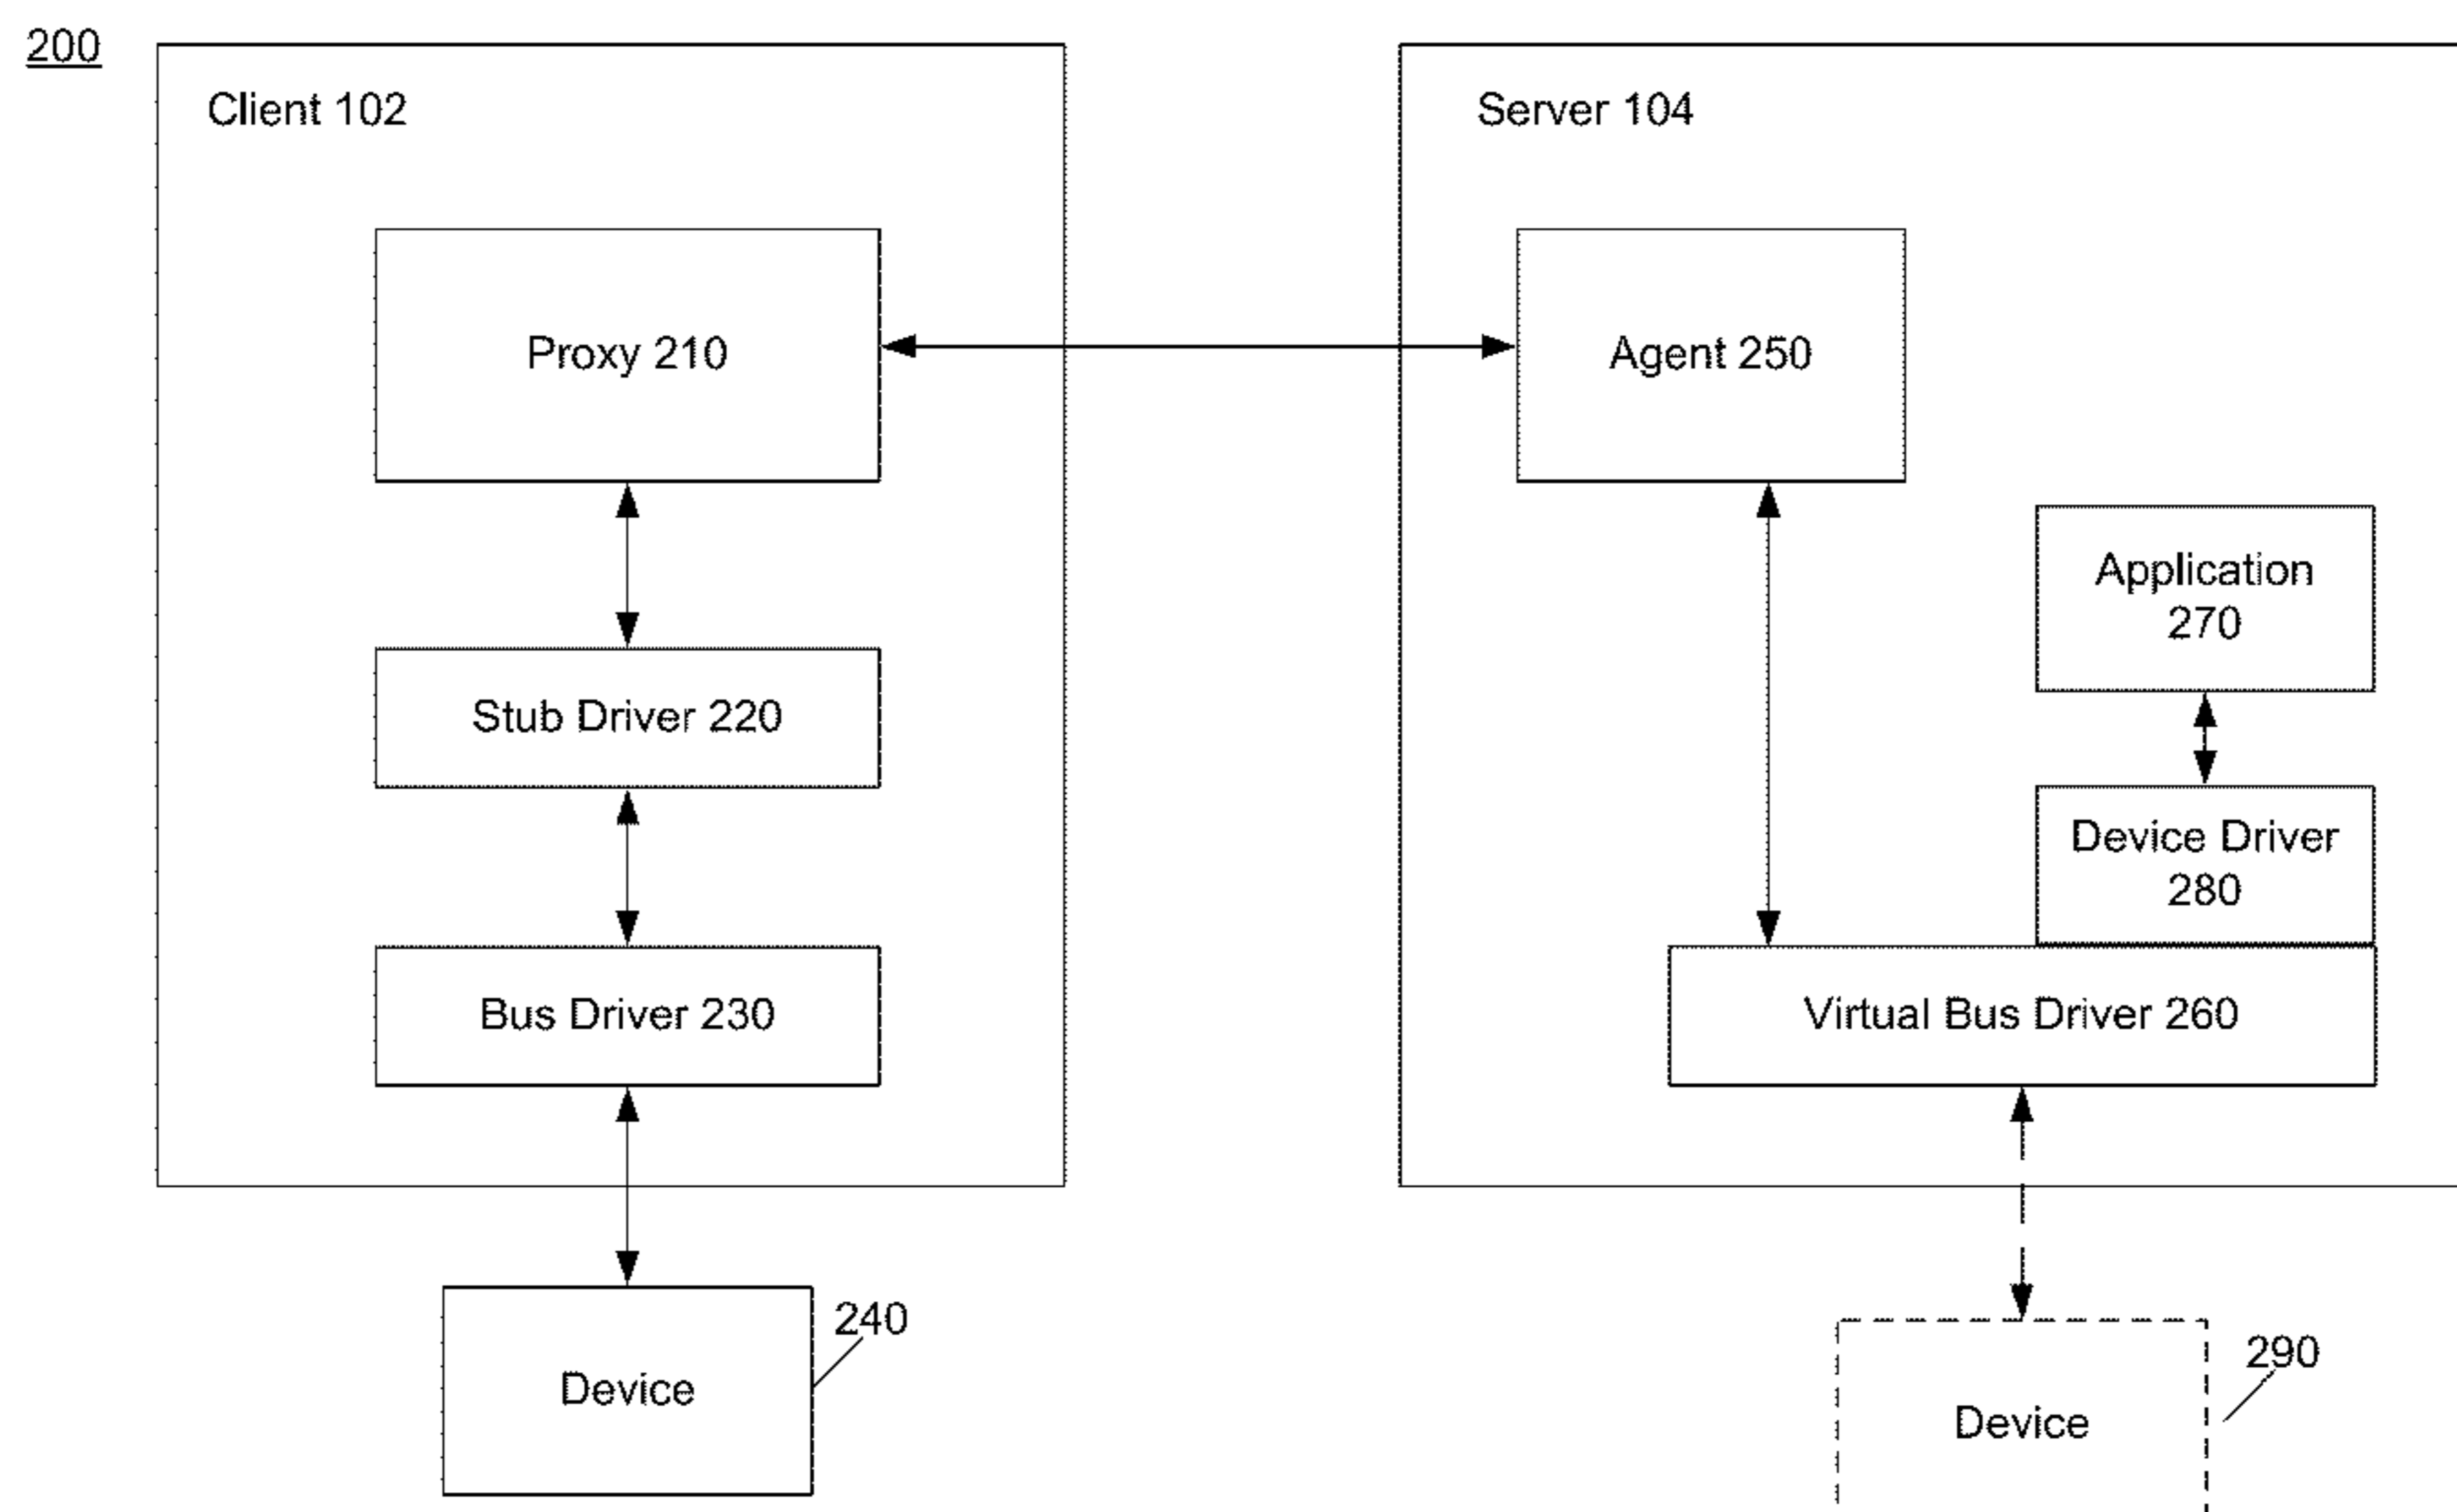 200
Client 102
Server 104
Proxy 210
Agent 250
Application
270
Stub Driver 220
Device Driver
280
Bus Driver 230
Virtual Bus Driver 260
240
Device
290
Device